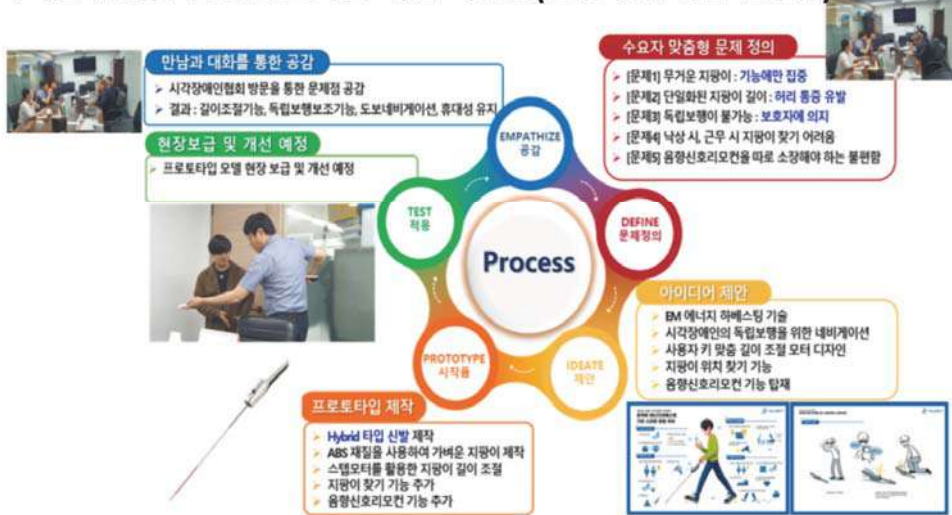 만남과 대화를 통한 공감
시각장애인협회 방문을 통한 문제점 공감
결과 : 길이조절기능, 독립보행보조기능, 도보네비게이션, 휴대성 유지
수요자 맞춤형 문제 정의
[문제1] 무거운 지팡이 : 기능에만 집중
[문제2] 단일화된 지팡이 길이 : 허리 통증 유발
[문제3] 독립보행이 불가능 : 보호자에 의지
[문제4] 낙상 시, 근무 시 지팡이 찾기 어려움
[문제5] 음향신호리모컨을 따로 소장해야 하는 불편함
현장보급 및 개선 예정
프로토타입 모델 현장 보급 및 개선 예정
EMPATHIZE
공감
TEST
적용
DEFINE
문제정의
Process
PROTOTYPE
시작품
IDEATE
제안
아이디어 제안
EM 에너지 하베스팅 기술
시각장애인의 독립보행을 위한 네비게이션
사용자 키 맞춤 길이 조절 모터 디자인
지팡이 위치 찾기 기능
음향신호리모컨 기능 탑재
프로토타입 제작
Hybrid 타입 신발 제작
ABS 재질을 사용하여 가벼운 지팡이 제작
스텝모터를 활용한 지팡이 길이 조절
지팡이 찾기 기능 추가
음향신호리모컨 기능 추가